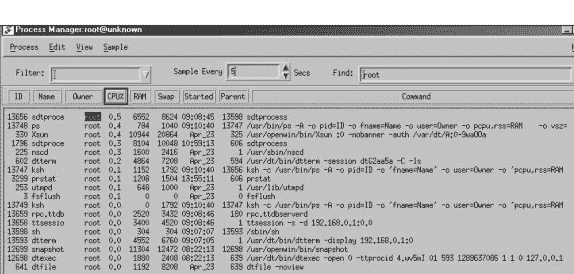 Process Manager:root@unknown
Process Edit View Sample
Filter: [ Sample Every 5 Secs Find: root
ID Name Owner CPU% RAM Swap Started Parent Command
13656 sdtproce root 0.5 6552 8624 09:08:45 13598 sdtprocess
13748 ps root 0.4 784 1040 09:10:40 13747 /usr/bin/ps -A -o pid=ID -o fname=Name -o user=Owner -o pcpu,rss=RAM -o vsz=
330 Xsun root 0.4 10944 20864 Apr_23 325 /usr/openwin/bin/Xsun :0 -nobanner -auth /var/dt/A:0-9waOOa
1796 sdtproce root 0.3 8104 10048 10:59:13 606 sdtprocess
225 nscd root 0.3 1600 2416 Apr_23 1 /usr/sbin/nscd
602 dtterm root 0.2 4864 7208 Apr_23 594 /usr/dt/bin/dtterm -session dt62aa5a -C -ls
13747 ksh root 0.1 1152 1792 09:10:40 13656 ksh -c /usr/bin/ps -A -o pid=ID -o 'fname=Name' -o user=Owner -o 'pcpu,rss=RAM
3299 prstat root 0.1 1208 1504 13:55:11 606 prstat
253 utmpd root 0.1 648 1000 Apr_23 1 /usr/lib/utmpd
3 fsflush root 0.1 0 0 Apr_23 0 fsflush
13749 ksh root 0.0 0 1792 09:10:40 13747 ksh -c /usr/bin/ps -A -o pid=ID -o 'fname=Name' -o user=Owner -o 'pcpu,rss=RAM
13659 rpc.ttdb root 0.0 2520 3432 09:08:46 180 rpc.ttdbserverd
13658 ttsessio root 0.0 3400 4520 09:08:46 1 ttsession -s -d 192.168.0.1:0.0
13598 sh root 0.0 304 304 09:07:07 13593 /sbin/sh
13593 dtterm root 0.0 4552 6760 09:07:05 1 /usr/dt/bin/dtterm -display 192.168.0.1:0
12699 snapshot root 0.0 11304 12472 08:22:13 12698 /usr/openwin/bin/snapshot
12698 dtexec root 0.0 1880 2408 08:22:13 639 /usr/dt/bin/dtexec -open 0 -ttprocid 4.wv5ml 01 593 1289637086 1 1 0 127.0.0.1
641 dtfile root 0.0 1192 8208 Apr_23 639 dtfile -noview